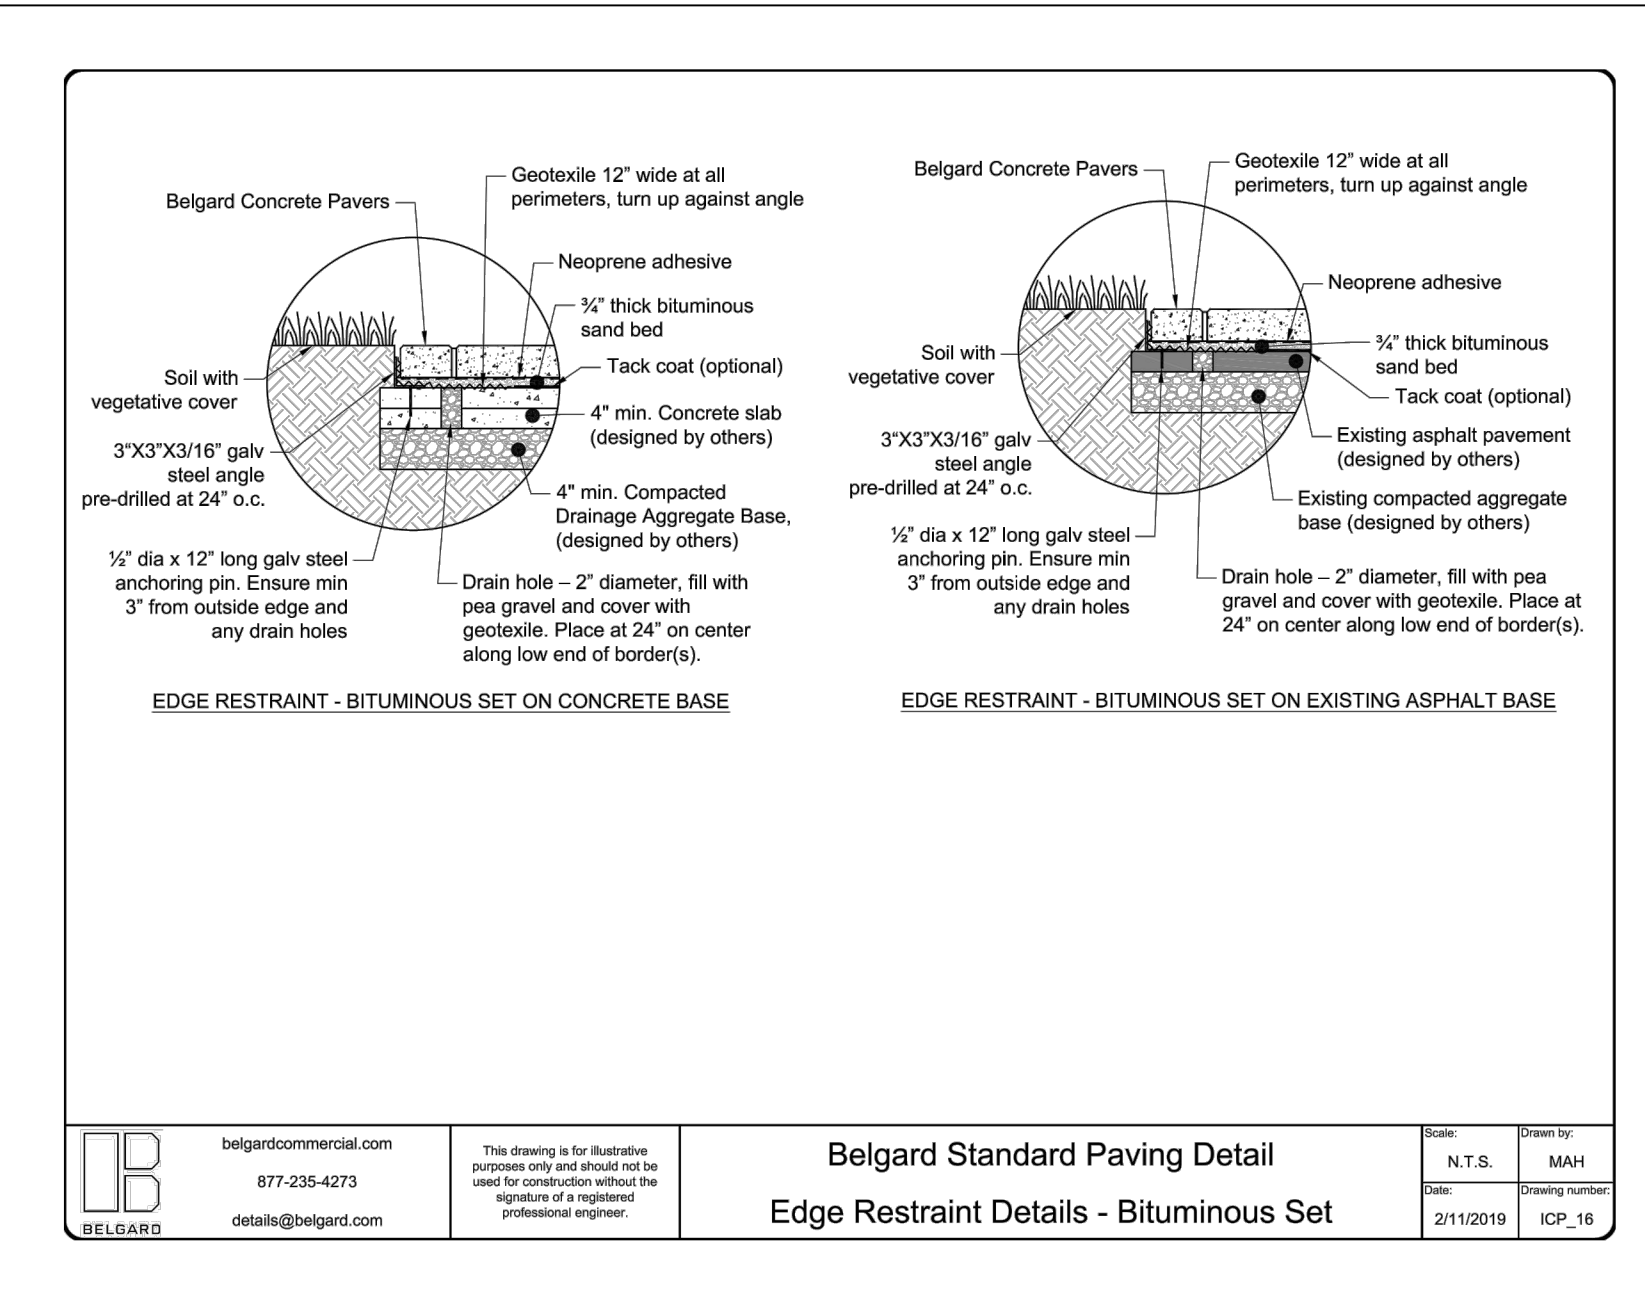 Belgard Concrete Pavers
Geotexile 12” wide at all
perimeters, turn up against angle
Neoprene adhesive
¾” thick bituminous
sand bed
Tack coat (optional)
4" min. Concrete slab
(designed by others)
4" min. Compacted
Drainage Aggregate Base,
(designed by others)
Drain hole – 2” diameter, fill with
pea gravel and cover with
geotexile. Place at 24” on center
along low end of border(s).
Soil with
vegetative cover
3“X3”X3/16” galv
steel angle
pre-drilled at 24” o.c.
½” dia x 12” long galv steel
anchoring pin. Ensure min
3” from outside edge and
any drain holes
EDGE RESTRAINT - BITUMINOUS SET ON CONCRETE BASE
Belgard Concrete Pavers
Geotexile 12” wide at all
perimeters, turn up against angle
Neoprene adhesive
¾” thick bituminous
sand bed
Tack coat (optional)
Existing asphalt pavement
(designed by others)
Existing compacted aggregate
base (designed by others)
Drain hole – 2” diameter, fill with pea
gravel and cover with geotexile. Place at
24” on center along low end of border(s).
Soil with
vegetative cover
3“X3”X3/16” galv
steel angle
pre-drilled at 24” o.c.
½” dia x 12” long galv steel
anchoring pin. Ensure min
3” from outside edge and
any drain holes
EDGE RESTRAINT - BITUMINOUS SET ON EXISTING ASPHALT BASE
BELGARD
belgardcommercial.com
877-235-4273
details@belgard.com
This drawing is for illustrative
purposes only and should not be
used for construction without the
signature of a registered
professional engineer.
Belgard Standard Paving Detail
Edge Restraint Details - Bituminous Set
Scale:
N.T.S.
Drawn by:
MAH
Date:
2/11/2019
Drawing number:
ICP_16